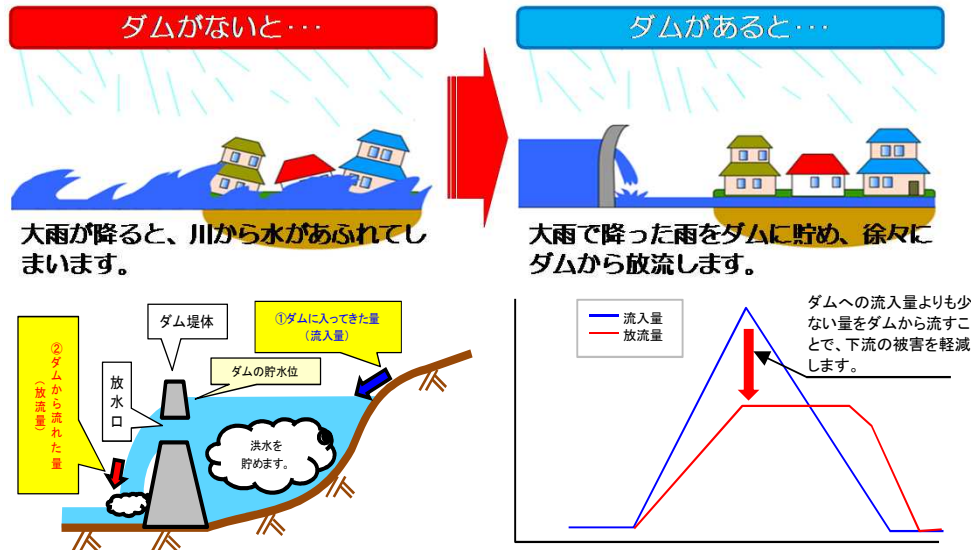 ダムがないと･･･
ダムがあると･･･
大雨が降ると、川から水があふれてし
まいます。
大雨で降った雨をダムに貯め、徐々に
ダムから放流します。
②ダムから流れた量
（放流量）
放水口
ダム堤体
①ダムに入ってきた量
（流入量）
ダムの貯水位
洪水を
貯めます。
流入量
放流量
ダムへの流入量よりも少
ない量をダムから流すこ
とで、下流の被害を軽減
します。